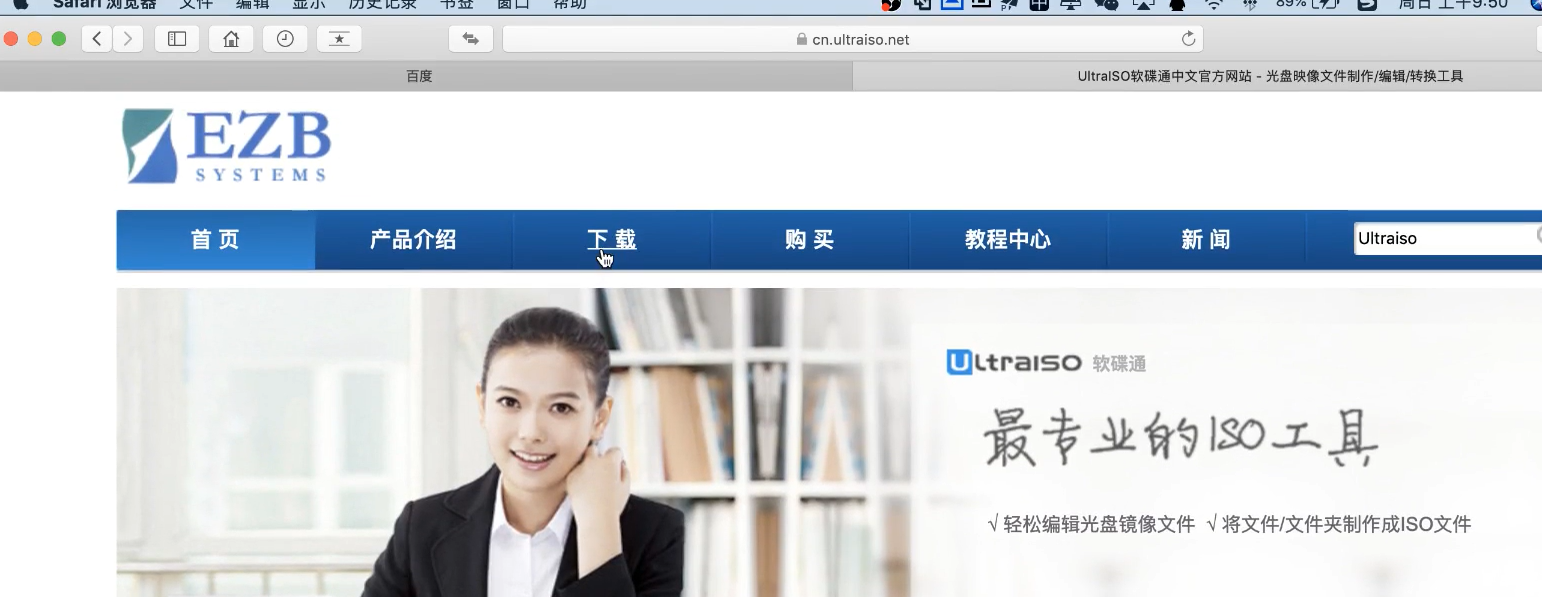 Safari 浏览器 文件 编辑 显示 历史记录 书签 窗口 帮助 89% 周日 上午9:50
cn.ultraiso.net
百度 UltraISO软碟通中文官方网站 - 光盘映像文件制作/编辑/转换工具
EZB
SYSTEMS
首 页 产品介绍 下 载 购 买 教程中心 新 闻 Ultraiso
UltraISO 软碟通
最专业的ISO工具
√ 轻松编辑光盘镜像文件 √ 将文件/文件夹制作成ISO文件